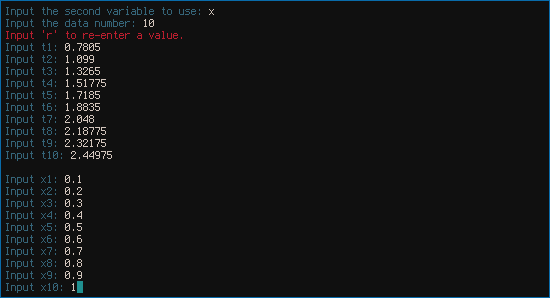 Input the second variable to use: x
Input the data number: 10
Input 'r' to re-enter a value.
Input t1: 0.7805
Input t2: 1.099
Input t3: 1.3265
Input t4: 1.51775
Input t5: 1.7185
Input t6: 1.8835
Input t7: 2.048
Input t8: 2.18775
Input t9: 2.32175
Input t10: 2.44975
Input x1: 0.1
Input x2: 0.2
Input x3: 0.3
Input x4: 0.4
Input x5: 0.5
Input x6: 0.6
Input x7: 0.7
Input x8: 0.8
Input x9: 0.9
Input x10: 1